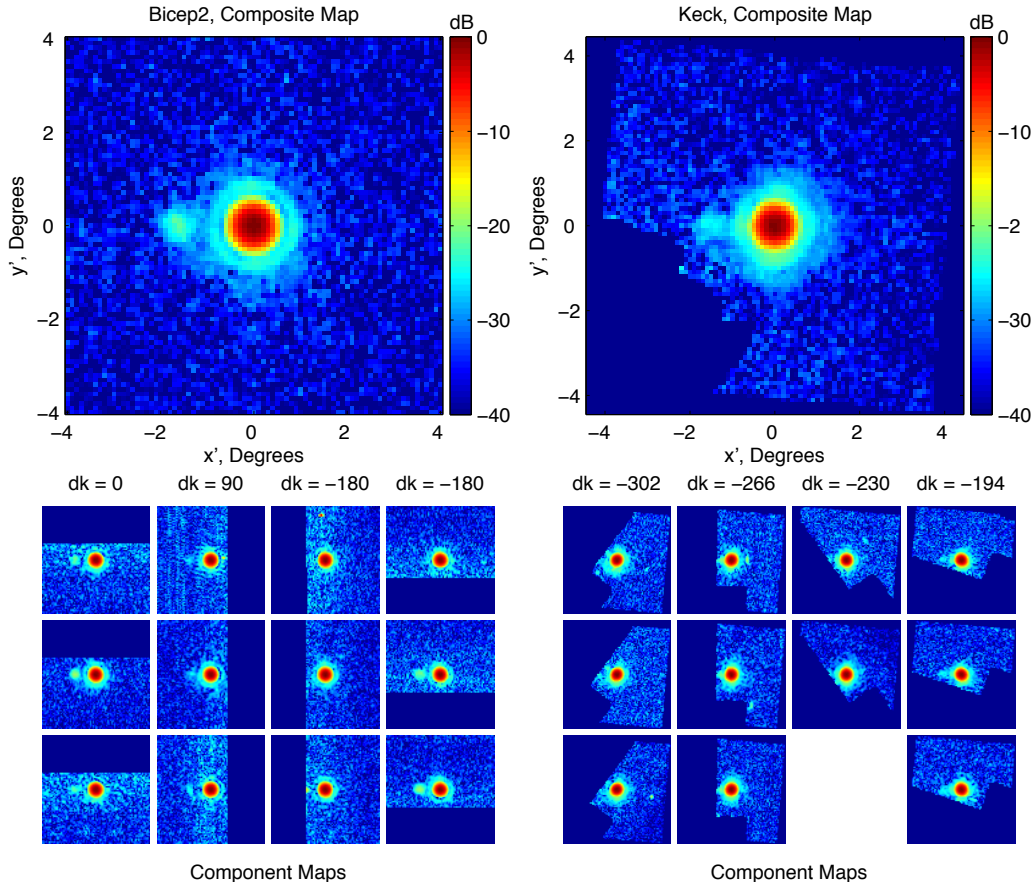 Bicep2, Composite Map
dB
Keck, Composite Map
dB
4
2
0
−2
−4
y', Degrees
−4
−2
0
2
4
x', Degrees
0
−10
−20
−30
−40
4
2
0
−2
−4
y', Degrees
−4
−2
0
2
4
x', Degrees
0
−10
−20
−30
−40
dk = 0
dk = 90
dk = −180
dk = −180
dk = −302
dk = −266
dk = −230
dk = −194
Component Maps
Component Maps